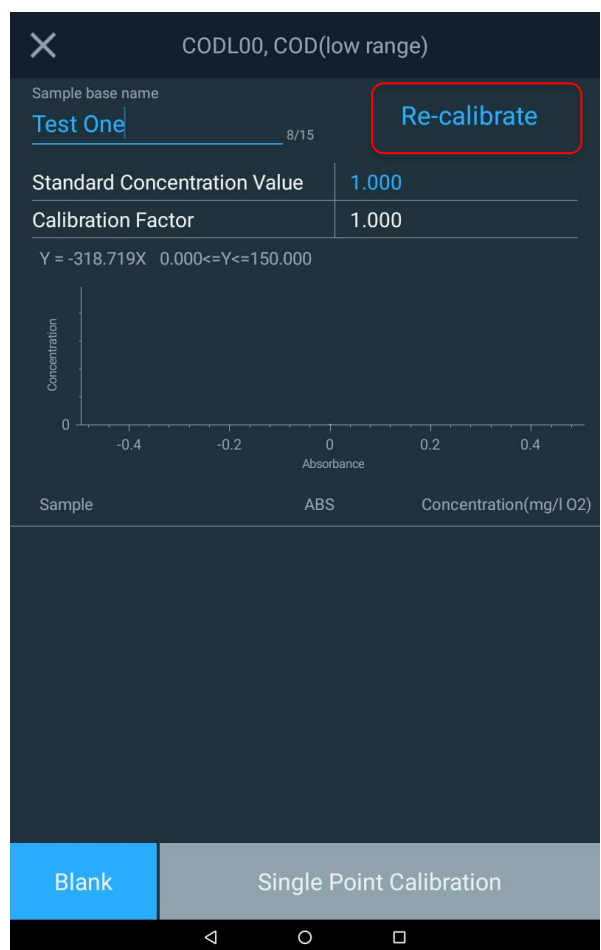 CODL00, COD(low range)
Sample base name
Test One
8/15
Re-calibrate
Standard Concentration Value 1.000
Calibration Factor 1.000
Y = -318.719X 0.000<=Y<=150.000
Concentration
0
-0.4 -0.2 0 0.2 0.4
Absorbance
Sample ABS Concentration(mg/l O2)
Blank Single Point Calibration